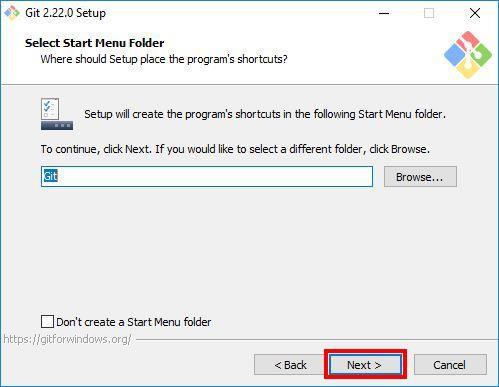 Git 2.22.0 Setup
Select Start Menu Folder
Where should Setup place the program's shortcuts?
Setup will create the program's shortcuts in the following Start Menu folder.
To continue, click Next. If you would like to select a different folder, click Browse.
Git
Browse...
Don't create a Start Menu folder
https://gitforwindows.org/
< Back
Next >
Cancel